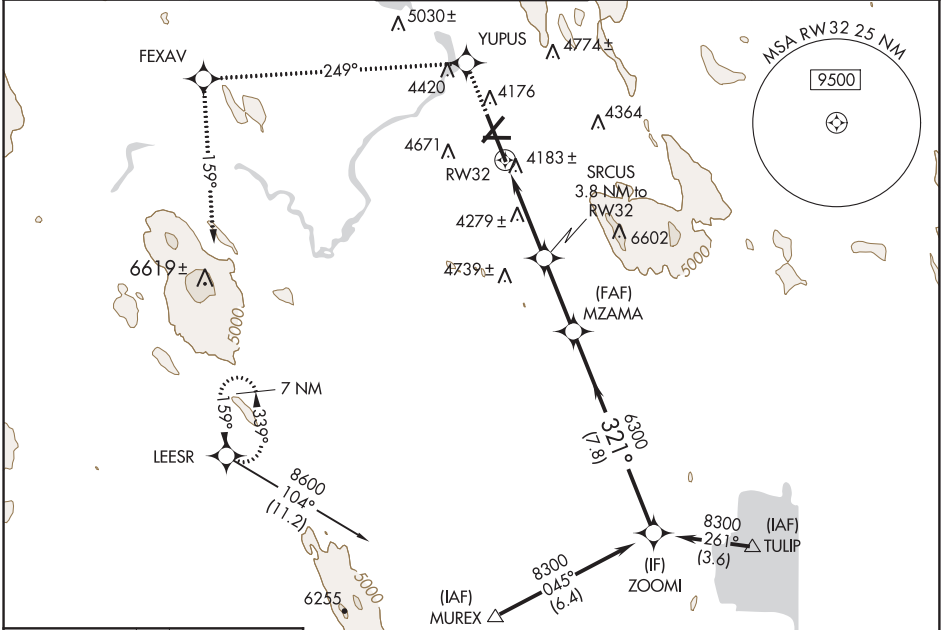 5030±
YUPUS
4774±
MSA RW32 25 NM
9500
FEXAV
249°
4420
4176
4364
4671
RW32
4183±
SRCUS
3.8 NM to
RW32
159°
4279±
6602
5000
6619±
4739±
(FAF)
MZAMA
5000
7 NM
159°
339°
6300
321°
(7.8)
LEESR
8600
104°
(11.2)
8300
261°
(3.6)
(IAF)
TULIP
(IF)
ZOOMI
8300
045°
(6.4)
5000
6255
(IAF)
MUREX